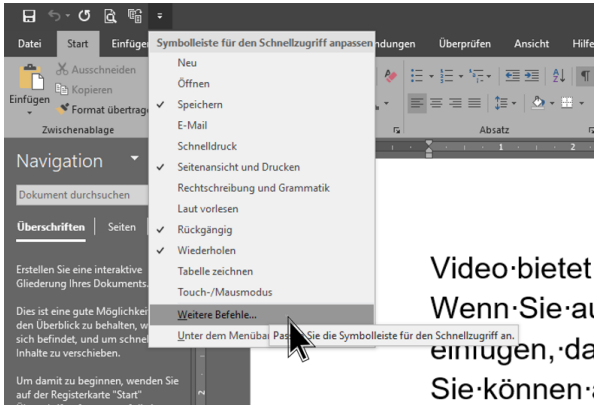 Datei Start Einfüge Symbolleiste für den Schnellzugriff anpassen ndungen Überprüfen Ansicht Hilfe
Neu
Ausschneiden
Öffnen
Kopieren
Einfügen
Speichern
Format übertrage
E-Mail
Zwischenablage Absatz
Schnelldruck
Navigation
Seitenansicht und Drucken
1 2
Dokument durchsuchen
Rechtschreibung und Grammatik
Laut vorlesen
Überschriften Seiten
Rückgängig
Wiederholen
Erstellen Sie eine interaktive
Gliederung Ihres Dokuments.
Tabelle zeichnen
Touch-/Mausmodus
Dies ist eine gute Möglichkei
den Überblick zu behalten, w
sich befindet, und um schnel
Inhalte zu verschieben.
Weitere Befehle...
Unter dem Menüba
Passen Sie die Symbolleiste für den Schnellzugriff an.
Um damit zu beginnen, wenden Sie
auf der Registerkarte "Start"
Video·bietet
Wenn·Sie·au
einfügen,·da
Sie·können·a